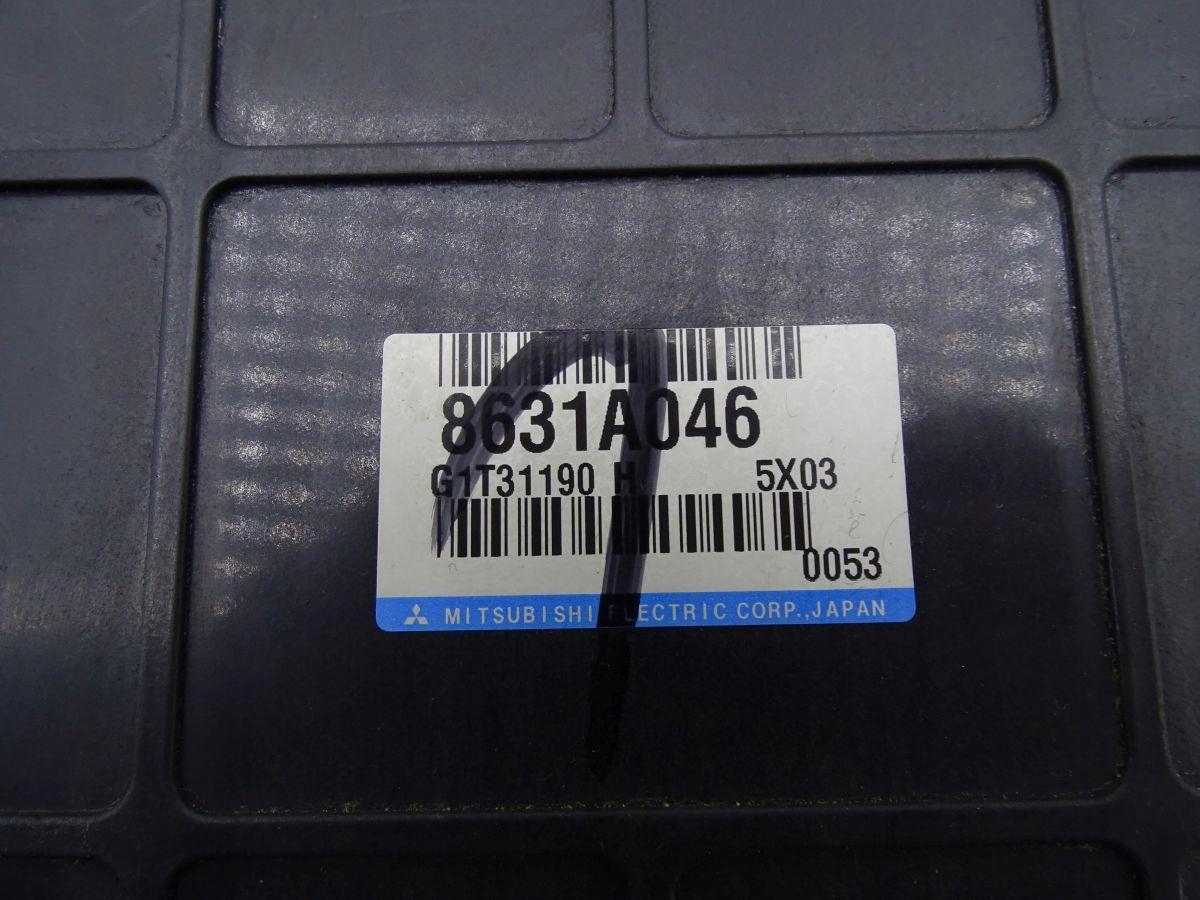 8631A046
G1T31190 H 5X03
0053
MITSUBISHI ELECTRIC CORP.,JAPAN